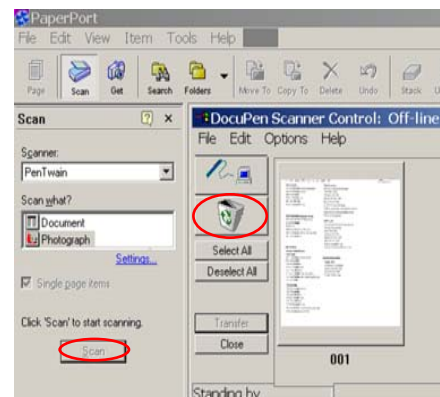 PaperPort
File Edit View Item Tools Help
Page Scan Get Search Folders Move To Copy To Delete Undo Stack
Scan
Scanner:
PenTwain
Scan what?
Document
Photograph
Settings...
Single page items
Click 'Scan' to start scanning.
Scan
DocuPen Scanner Control: Off-line
File Edit Options Help
Select All
Deselect All
Transfer
Close
001
Standing by